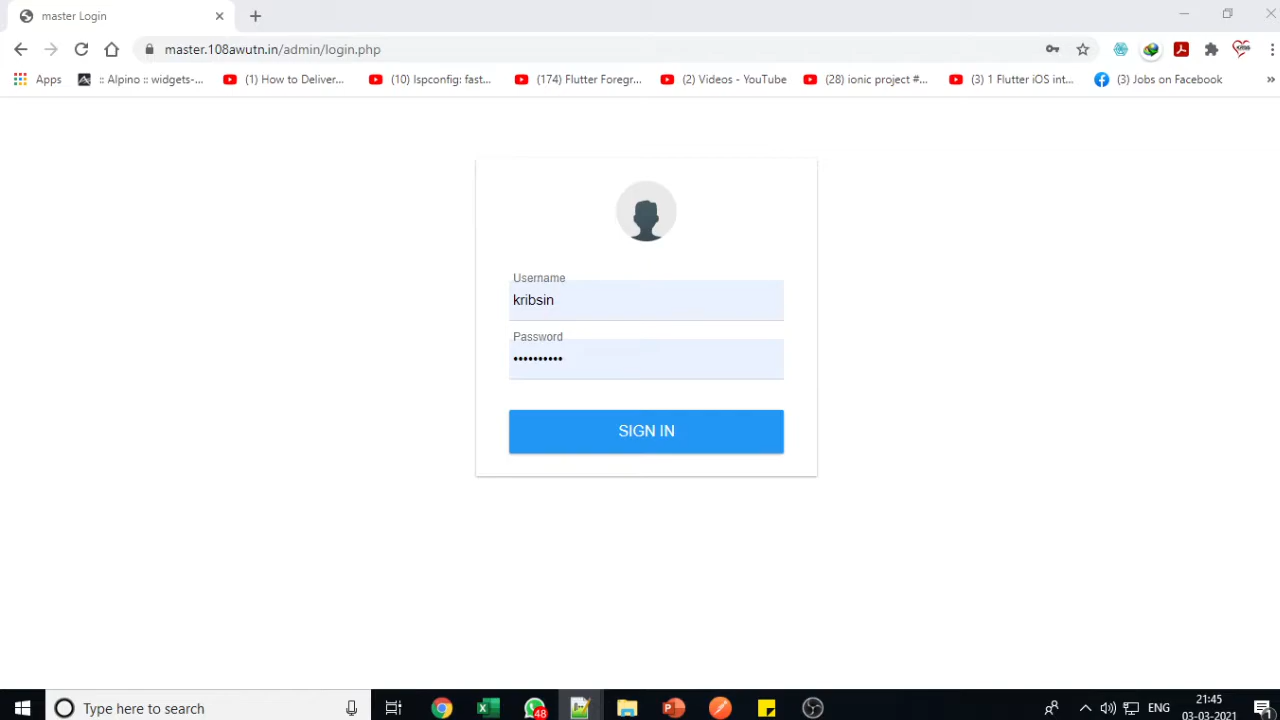 master Login
master.108awutn.in/admin/login.php
Apps
:: Alpino :: widgets-...
(1) How to Deliver...
(10) Ispconfig: fast...
(174) Flutter Foregr...
(2) Videos - YouTube
(28) ionic project #...
(3) 1 Flutter iOS int...
(3) Jobs on Facebook
»
Username
kribsin
Password
••••••••••
SIGN IN
Type here to search
48
ENG
21:45
03-03-2021